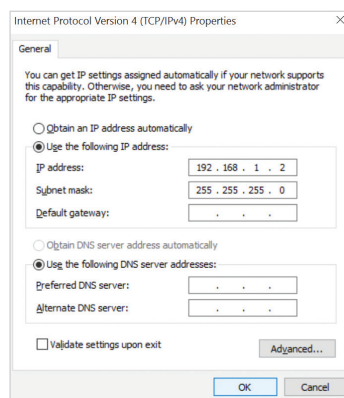 Internet Protocol Version 4 (TCP/IPv4) Properties
General
You can get IP settings assigned automatically if your network supports
this capability. Otherwise, you need to ask your network administrator
for the appropriate IP settings.
Obtain an IP address automatically
Use the following IP address:
IP address: 192 . 168 . 1 . 2
Subnet mask: 255 . 255 . 255 . 0
Default gateway: . . .
Obtain DNS server address automatically
Use the following DNS server addresses:
Preferred DNS server: . . .
Alternate DNS server: . . .
Validate settings upon exit
Advanced...
OK Cancel